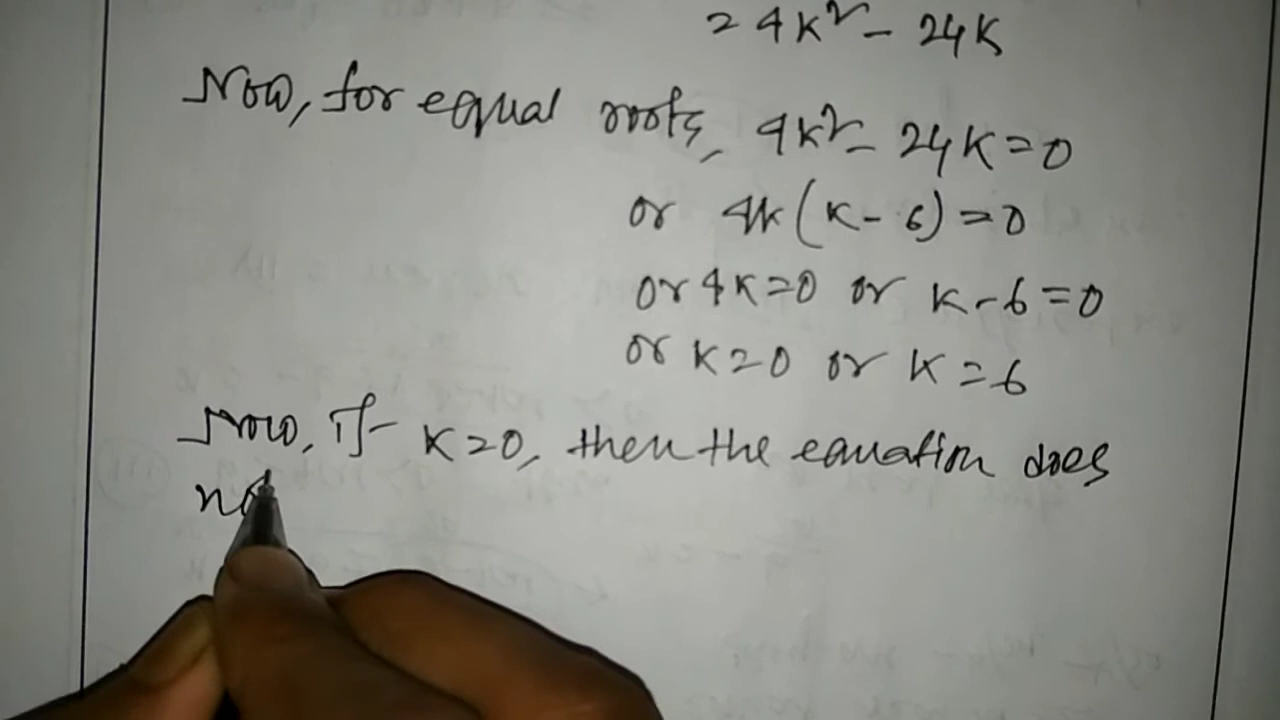 = 4k² - 24k
Now, for equal roots, 4k² - 24k = 0
or 4k(k - 6) = 0
or 4k = 0 or k - 6 = 0
or k = 0 or k = 6
Now, if k = 0, then the equation does
no